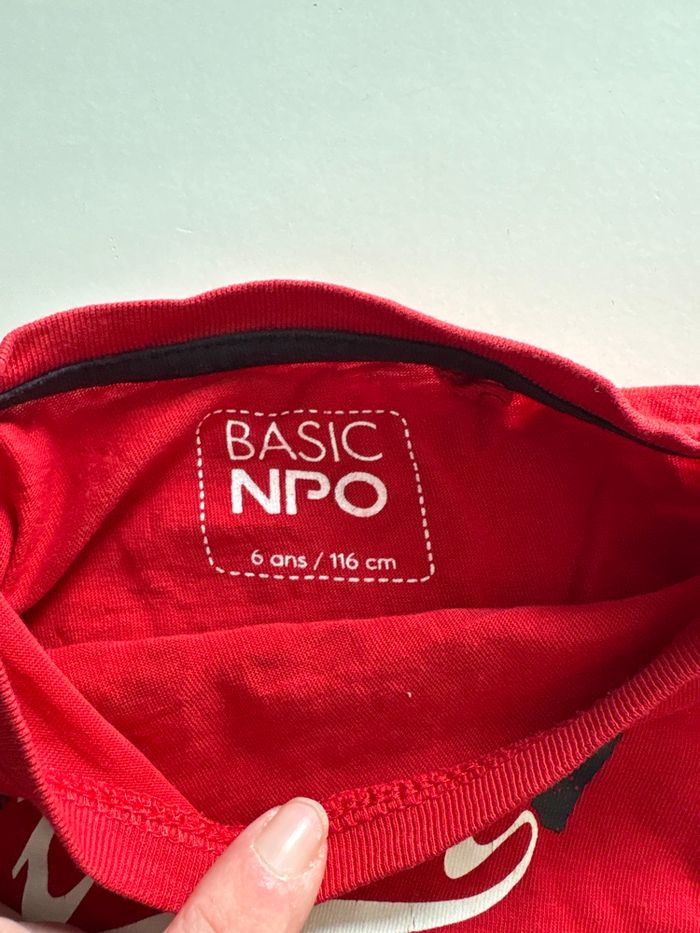 BASIC
NPO
6 ans / 116 cm